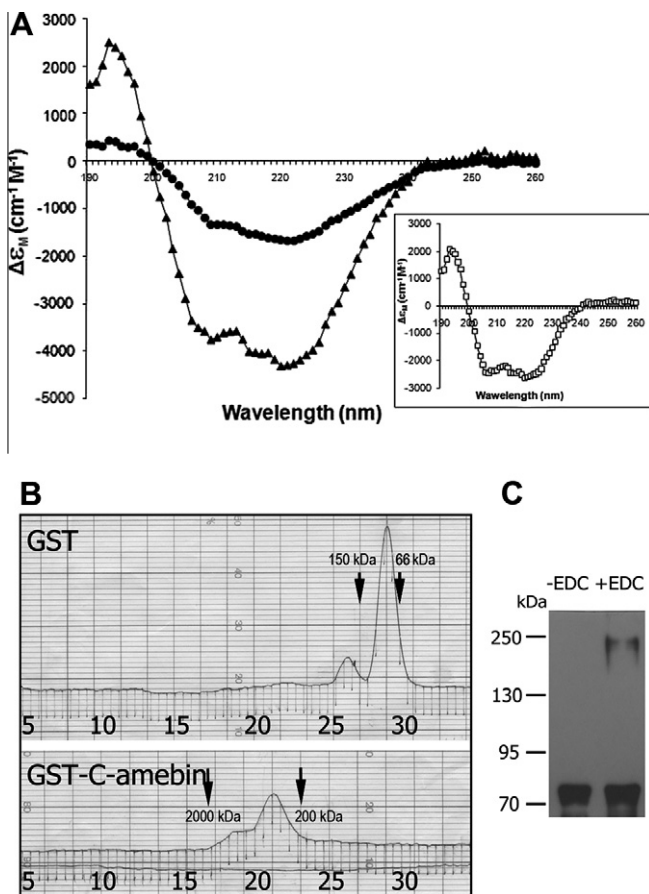 A
3000
2000
1000
0
-1000
-2000
-3000
-4000
-5000
ΔεM (cm-1 M-1)
190 200 210 220 230 240 250 260
Wavelength (nm)
3000
2000
1000
0
-1000
-2000
-3000
ΔεM (cm-1M-1)
190 200 210 220 230 240 250 260
Wawelength (nm)
B
GST
150 kDa
66 kDa
5 10 15 20 25 30
GST-C-amebin
2000 kDa
200 kDa
5 10 15 20 25 30
C
-EDC +EDC
kDa
250
130
95
70